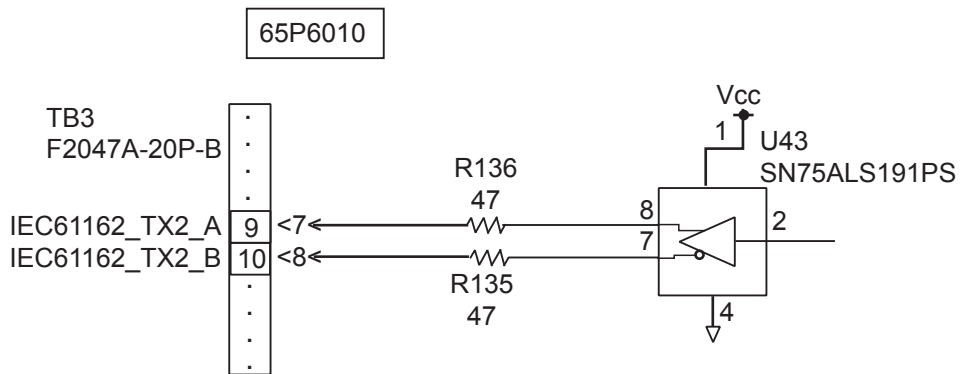 65P6010
TB3
F2047A-20P-B
Vcc
1
U43
SN75ALS191PS
R136
47
IEC61162_TX2_A
9
<7<
8
2
IEC61162_TX2_B
10
<8<
7
R135
47
4